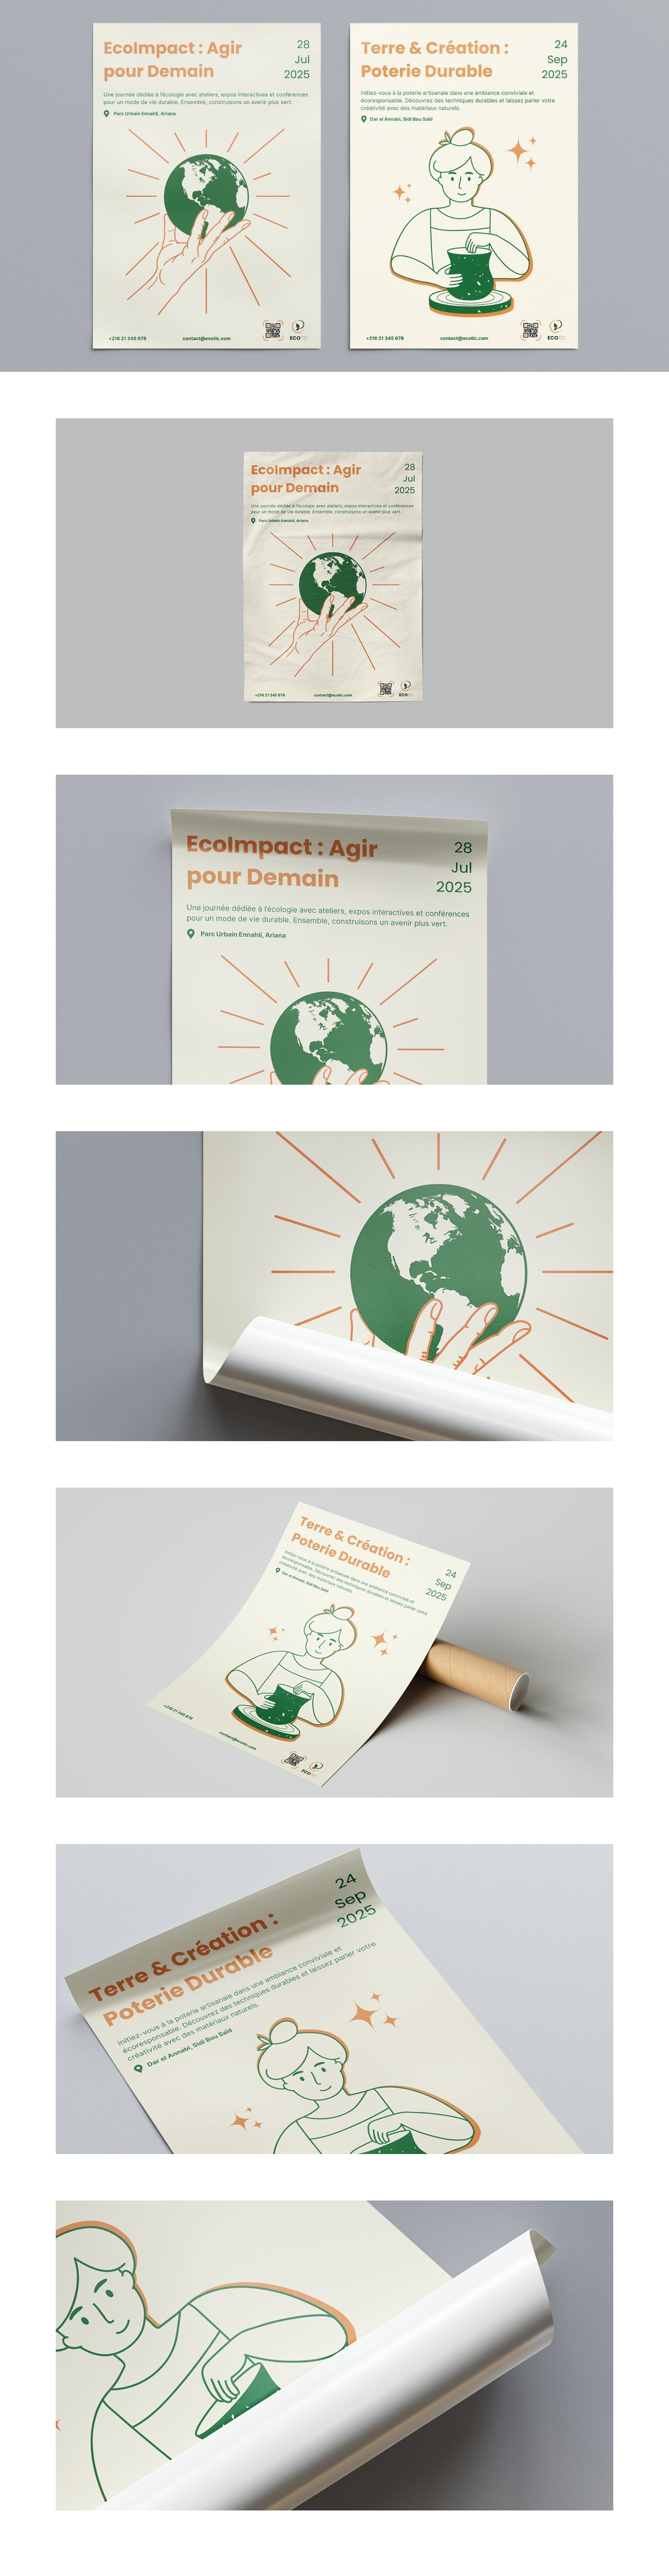 EcoImpact : Agir
pour Demain
28
Jul
2025
Une journée dédiée à l'écologie avec ateliers, expos interactives et conférences
pour un mode de vie durable. Ensemble, construisons un avenir plus vert.
Parc Urbain Ennahli, Ariana
+216 21 345 678
contact@ecotic.com
ECOTIC
Terre & Création :
Poterie Durable
24
Sep
2025
Initiez-vous à la poterie artisanale dans une ambiance conviviale et
écoresponsable. Découvrez des techniques durables et laissez parler votre
créativité avec des matériaux naturels.
Dar el Annabi, Sidi Bou Saïd
+216 21 345 678
contact@ecotic.com
ECOTIC
EcoImpact : Agir
pour Demain
28
Jul
2025
Une journée dédiée à l'écologie avec ateliers, expos interactives et conférences
pour un mode de vie durable. Ensemble, construisons un avenir plus vert.
Parc Urbain Ennahli, Ariana
+216 21 345 678
contact@ecotic.com
ECO
EcoImpact : Agir
pour Demain
28
Jul
2025
Une journée dédiée à l'écologie avec ateliers, expos interactives et conférences
pour un mode de vie durable. Ensemble, construisons un avenir plus vert.
Parc Urbain Ennahli, Ariana
Terre & Création :
Poterie Durable
24
Sep
2025
Initiez-vous à la poterie artisanale dans une ambiance conviviale et
écoresponsable. Découvrez des techniques durables et laissez parler votre
créativité avec des matériaux naturels.
Dar el Annabi, Sidi Bou Saïd
+216 21 345 678
contact@ecotic.com
ECO
Terre & Création :
Poterie Durable
24
Sep
2025
Initiez-vous à la poterie artisanale dans une ambiance conviviale et
écoresponsable. Découvrez des techniques durables et laissez parler votre
créativité avec des matériaux naturels.
Dar el Annabi, Sidi Bou Saïd